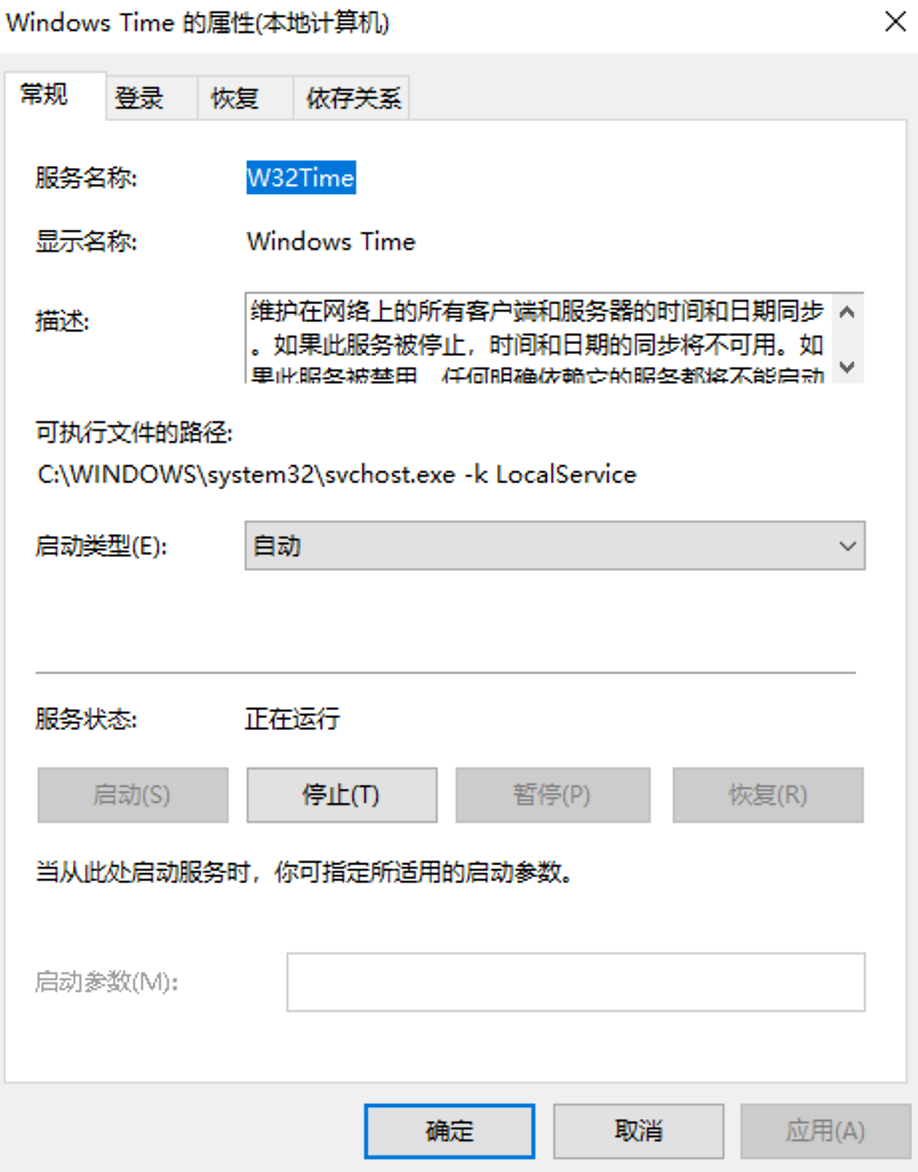 Windows Time 的属性(本地计算机)
常规 登录 恢复 依存关系
服务名称: W32Time
显示名称: Windows Time
描述: 维护在网络上的所有客户端和服务器的时间和日期同步
。如果此服务被停止，时间和日期的同步将不可用。如
果此服务被禁用，任何明确依赖它的服务都将不能启动
可执行文件的路径:
C:\WINDOWS\system32\svchost.exe -k LocalService
启动类型(E): 自动
服务状态: 正在运行
启动(S) 停止(T) 暂停(P) 恢复(R)
当从此处启动服务时，你可指定所适用的启动参数。
启动参数(M):
确定 取消 应用(A)